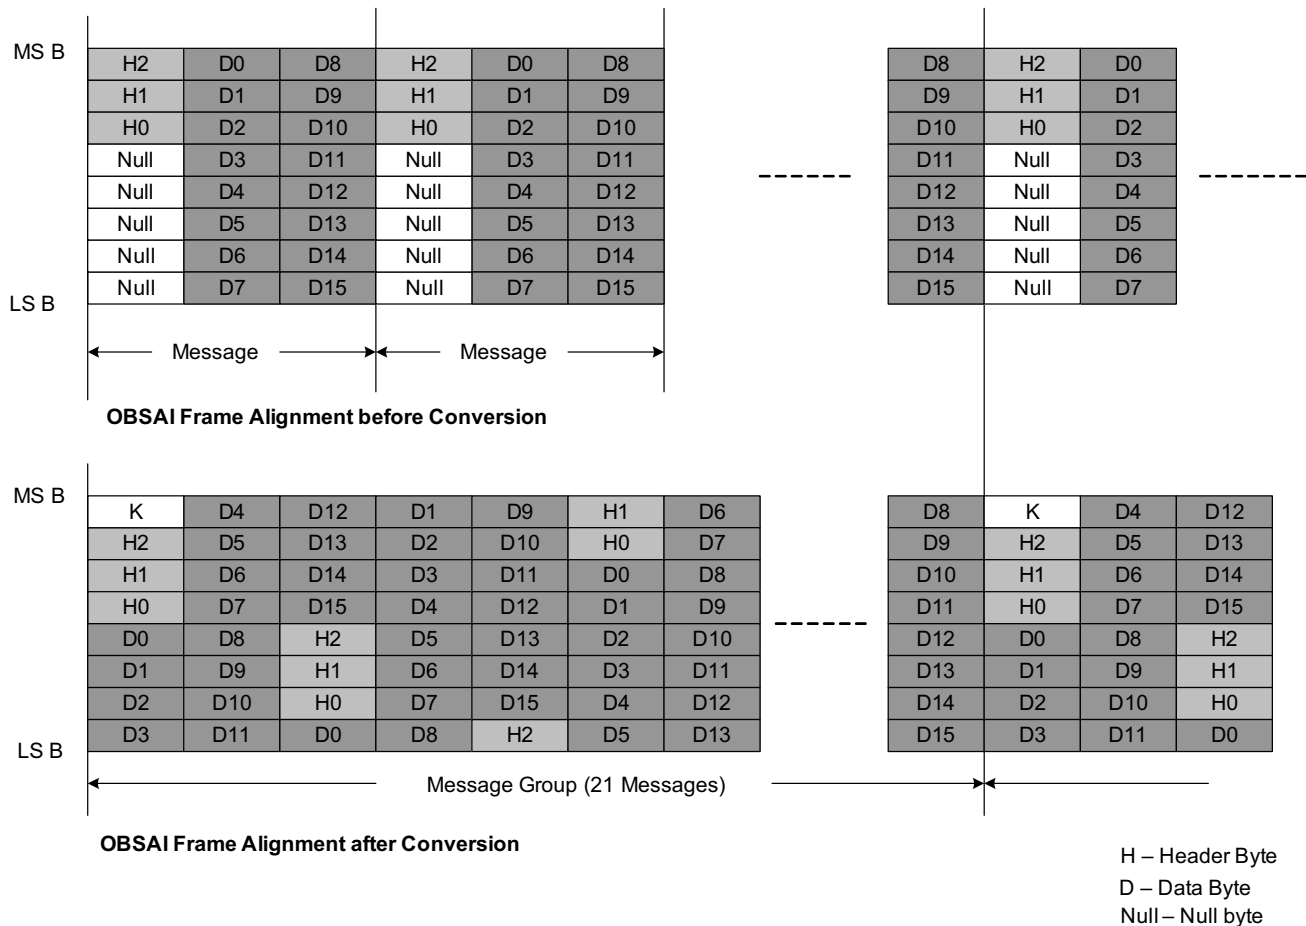 MS B
H2 D0 D8 H2 D0 D8 D8 H2 D0
H1 D1 D9 H1 D1 D9 D9 H1 D1
H0 D2 D10 H0 D2 D10 D10 H0 D2
Null D3 D11 Null D3 D11 D11 Null D3
Null D4 D12 Null D4 D12 D12 Null D4
Null D5 D13 Null D5 D13 D13 Null D5
Null D6 D14 Null D6 D14 D14 Null D6
Null D7 D15 Null D7 D15 D15 Null D7
LS B
Message Message
OBSAI Frame Alignment before Conversion
MS B
K D4 D12 D1 D9 H1 D6 D8 K D4 D12
H2 D5 D13 D2 D10 H0 D7 D9 H2 D5 D13
H1 D6 D14 D3 D11 D0 D8 D10 H1 D6 D14
H0 D7 D15 D4 D12 D1 D9 D11 H0 D7 D15
D0 D8 H2 D5 D13 D2 D10 D12 D0 D8 H2
D1 D9 H1 D6 D14 D3 D11 D13 D1 D9 H1
D2 D10 H0 D7 D15 D4 D12 D14 D2 D10 H0
D3 D11 D0 D8 H2 D5 D13 D15 D3 D11 D0
LS B
Message Group (21 Messages)
OBSAI Frame Alignment after Conversion
H – Header Byte
D – Data Byte
Null – Null byte